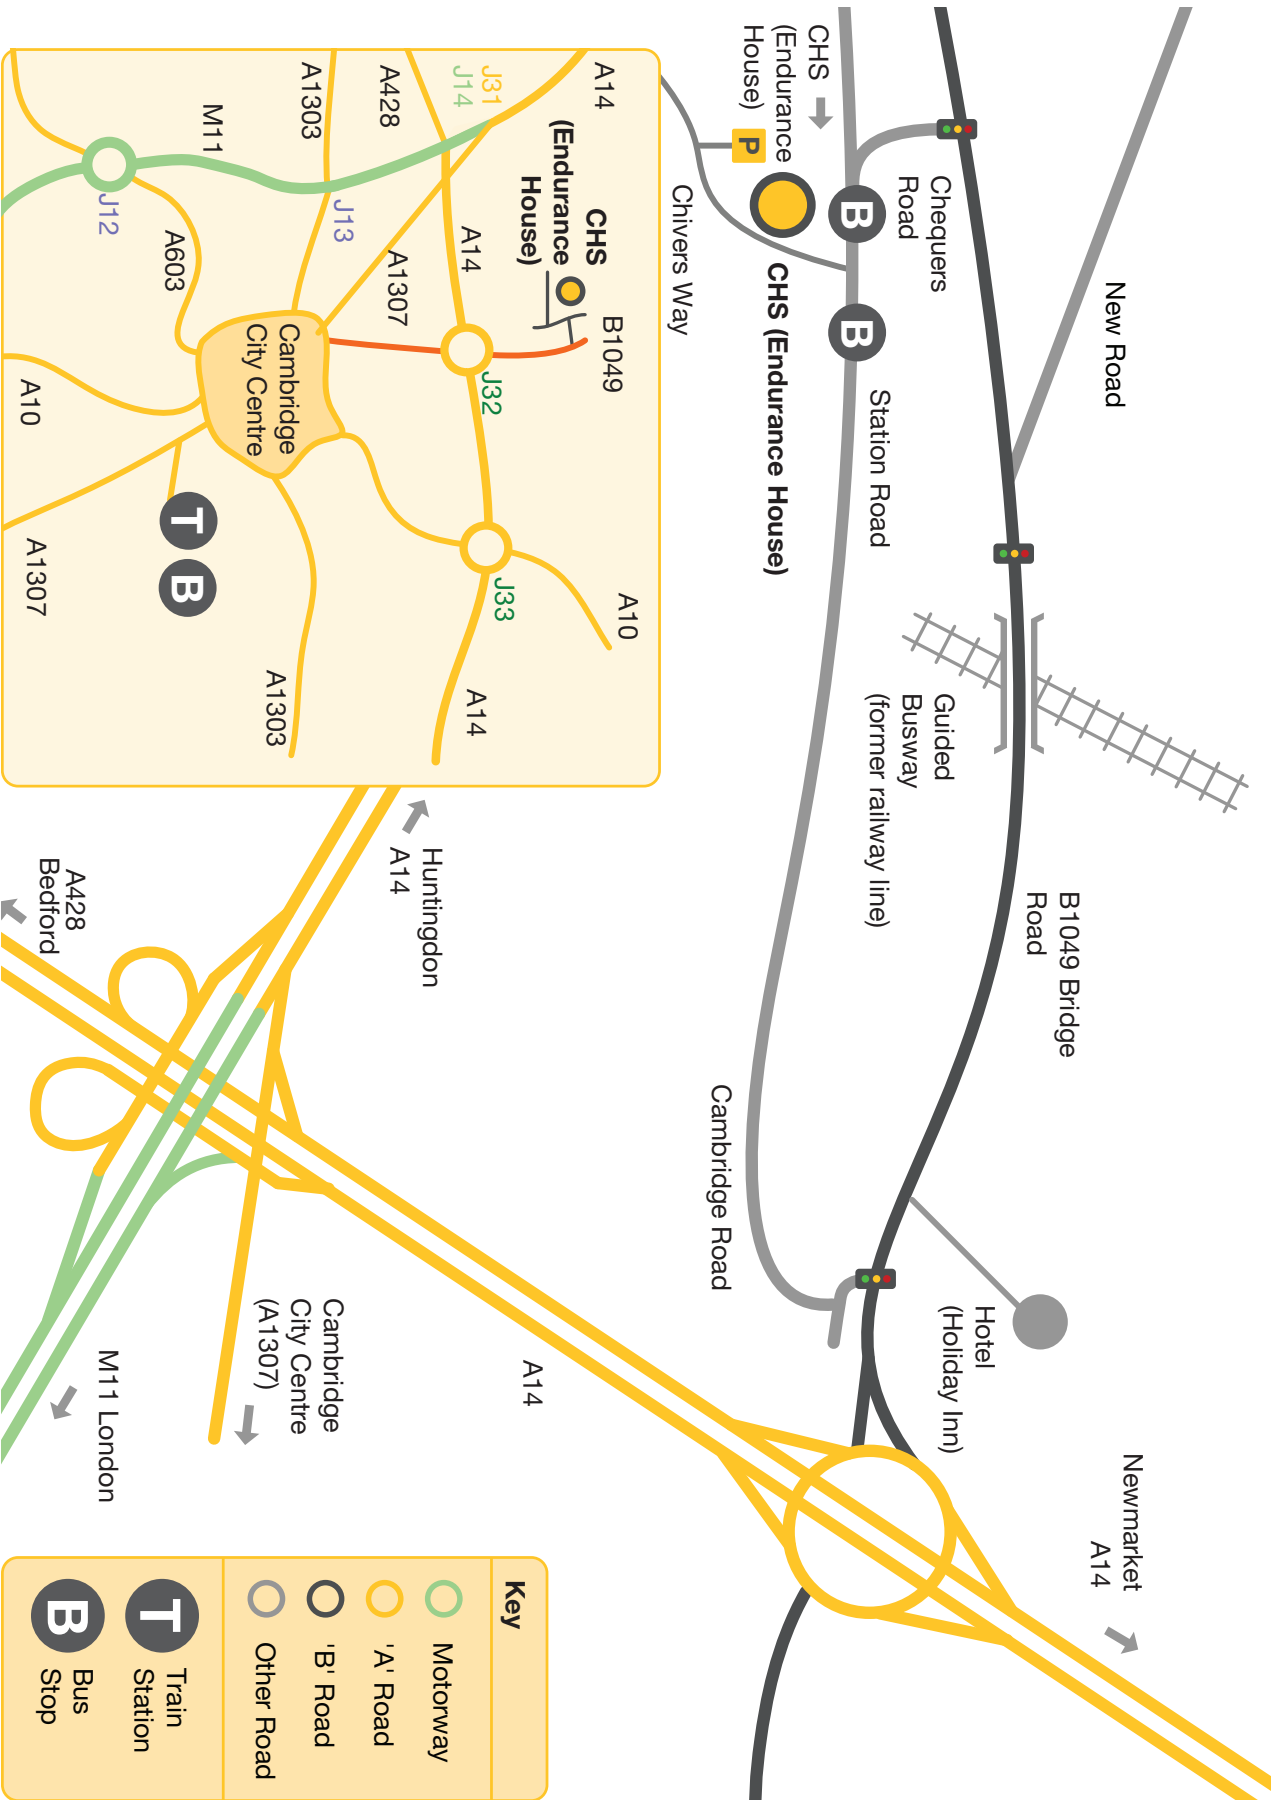 New Road
Chequers
Road
CHS
(Endurance
House)
P
B
B
CHS (Endurance House)
Chivers Way
Station Road
Guided
Busway
(former railway line)
B1049 Bridge
Road
Cambridge Road
Hotel
(Holiday Inn)
Newmarket
A14
A14
Huntingdon
A14
A428
Bedford
Cambridge
City Centre
(A1307)
M11 London
A14
J31
J14
A428
A1303
M11
J12
J13
A603
A1307
A14
CHS
(Endurance
House)
B1049
J32
Cambridge
City Centre
A10
A1307
T
B
A1303
J33
A10
A14
Key
Motorway
'A' Road
'B' Road
Other Road
T
Train
Station
B
Bus
Stop